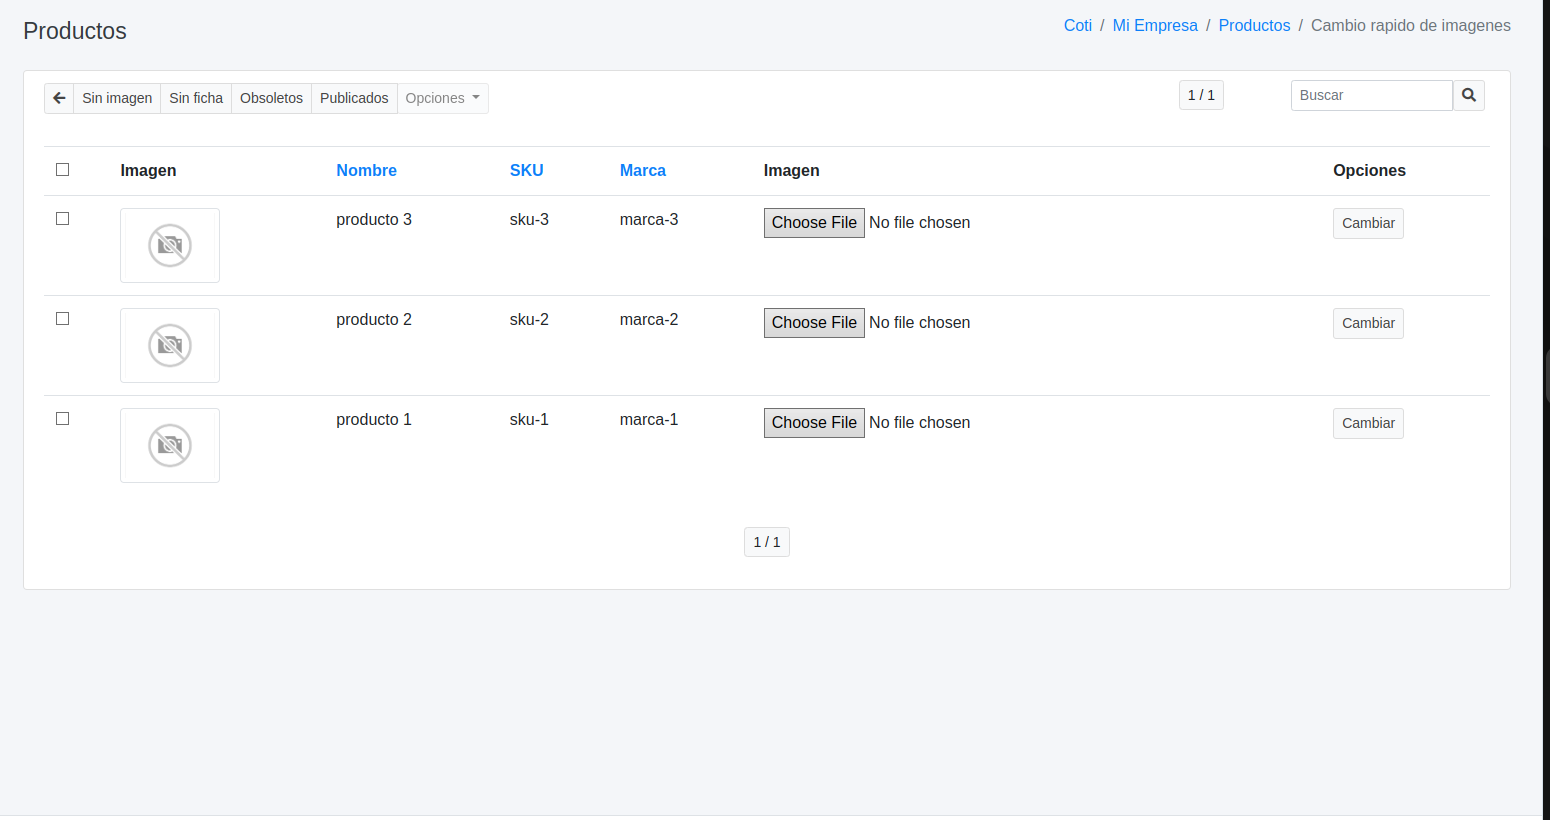 Productos
Coti / Mi Empresa / Productos / Cambio rapido de imagenes
Sin imagen Sin ficha Obsoletos Publicados Opciones
1 / 1
Buscar
Imagen Nombre SKU Marca Imagen Opciones
producto 3 sku-3 marca-3 Choose File No file chosen Cambiar
producto 2 sku-2 marca-2 Choose File No file chosen Cambiar
producto 1 sku-1 marca-1 Choose File No file chosen Cambiar
1 / 1